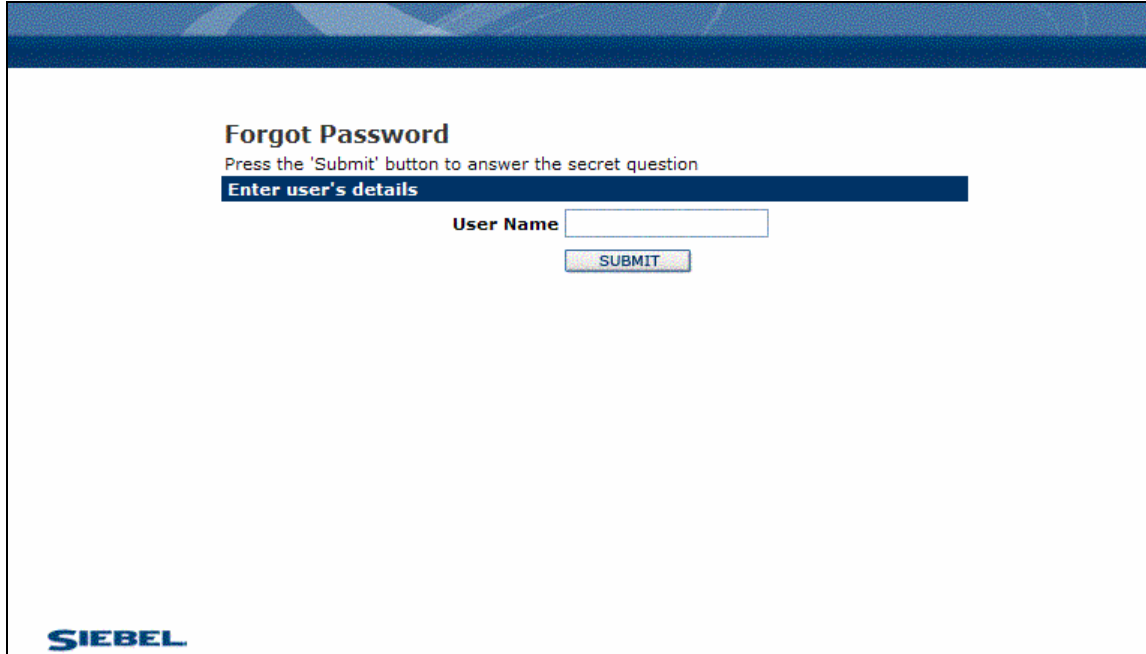 Forgot Password
Press the 'Submit' button to answer the secret question
Enter user's details
User Name
SUBMIT
SIEBEL.